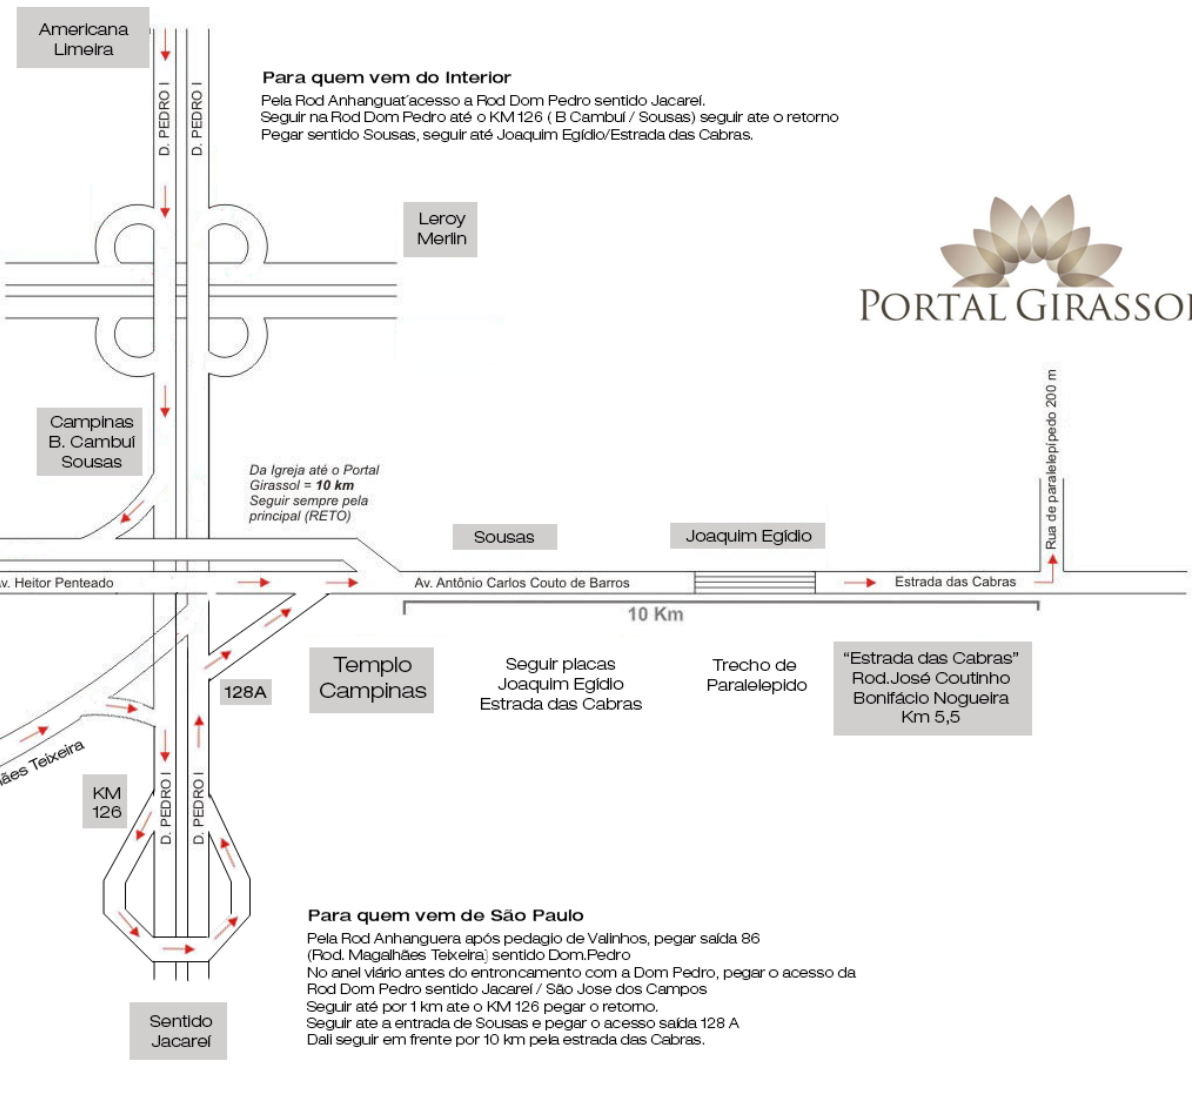 Americana
Limeira
D. PEDRO I
D. PEDRO I
Para quem vem do Interior
Pela Rod Anhanguat´acesso a Rod Dom Pedro sentido Jacareí.
Seguir na Rod Dom Pedro até o KM 126 ( B Cambuí / Sousas) seguir ate o retorno
Pegar sentido Sousas, seguir até Joaquim Egídio/Estrada das Cabras.
Leroy
Merlin
PORTAL GIRASSOL
Campinas
B. Cambuí
Sousas
Da Igreja até o Portal
Girassol = 10 km
Seguir sempre pela
principal (RETO)
Rua de paralelepípedo 200 m
Sousas
Joaquim Egídio
Av. Heitor Penteado
Av. Antônio Carlos Couto de Barros
Estrada das Cabras
10 Km
Templo
Campinas
Seguir placas
Joaquim Egídio
Estrada das Cabras
Trecho de
Paralelepido
“Estrada das Cabras”
Rod.José Coutinho
Bonifácio Nogueira
Km 5,5
128A
ães Teixeira
KM
126
D. PEDRO I
D. PEDRO I
Para quem vem de São Paulo
Pela Rod Anhanguera após pedagio de Valinhos, pegar saída 86
(Rod. Magalhães Teixeira) sentido Dom.Pedro
No anel viário antes do entroncamento com a Dom Pedro, pegar o acesso da
Rod Dom Pedro sentido Jacareí / São Jose dos Campos
Seguir até por 1 km ate o KM 126 pegar o retorno.
Seguir ate a entrada de Sousas e pegar o acesso saída 128 A
Dali seguir em frente por 10 km pela estrada das Cabras.
Sentido
Jacareí